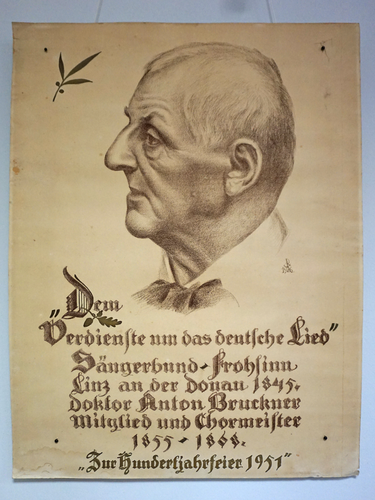 Dem
"Verdienste um das deutsche Lied"
Sängerbund-Frohsinn
Linz an der Donau 1845.
Doktor Anton Bruckner
Mitglied und Chormeister
1855 - 1868.
„Zur Hundertjahrfeier 1951"